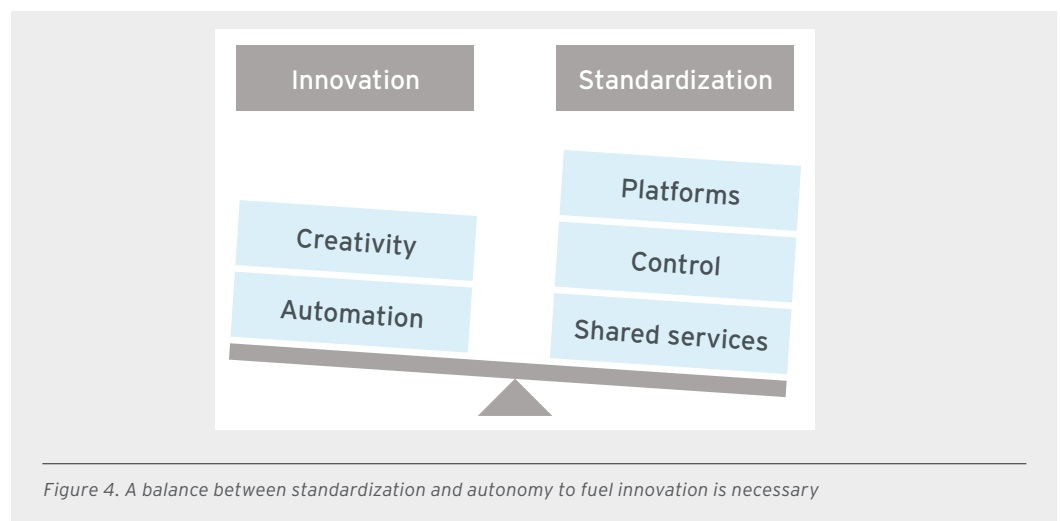 Innovation
Standardization
Creativity
Automation
Platforms
Control
Shared services
Figure 4. A balance between standardization and autonomy to fuel innovation is necessary